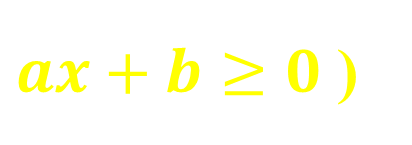 ax + b ≥ 0 )